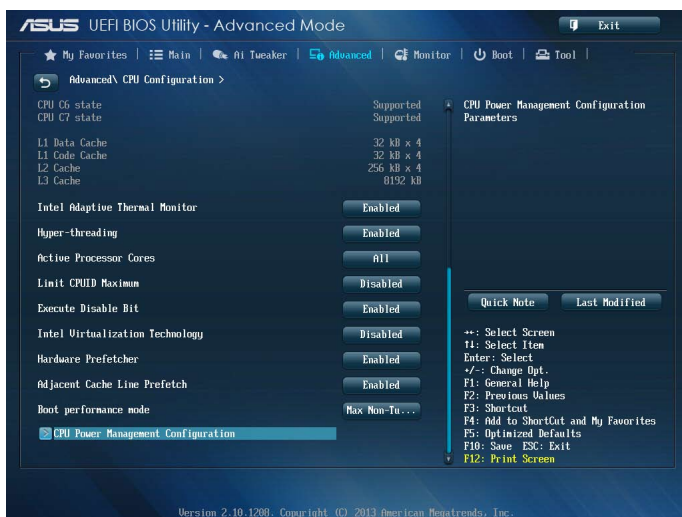 ASUS UEFI BIOS Utility - Advanced Mode
Exit
My Favorites | Main | Ai Tweaker | Advanced | Monitor | Boot | Tool |
Advanced\ CPU Configuration >
CPU C6 state Supported
CPU C7 state Supported
L1 Data Cache 32 kB x 4
L1 Code Cache 32 kB x 4
L2 Cache 256 kB x 4
L3 Cache 8192 kB
Intel Adaptive Thermal Monitor Enabled
Hyper-threading Enabled
Active Processor Cores All
Limit CPUID Maximum Disabled
Execute Disable Bit Enabled
Intel Virtualization Technology Disabled
Hardware Prefetcher Enabled
Adjacent Cache Line Prefetch Enabled
Boot performance mode Max Non-Tu...
> CPU Power Management Configuration
CPU Power Management Configuration
Parameters
Quick Note Last Modified
→←: Select Screen
↑↓: Select Item
Enter: Select
+/-: Change Opt.
F1: General Help
F2: Previous Values
F3: Shortcut
F4: Add to ShortCut and My Favorites
F5: Optimized Defaults
F10: Save ESC: Exit
F12: Print Screen
Version 2.10.1208. Copyright (C) 2013 American Megatrends, Inc.